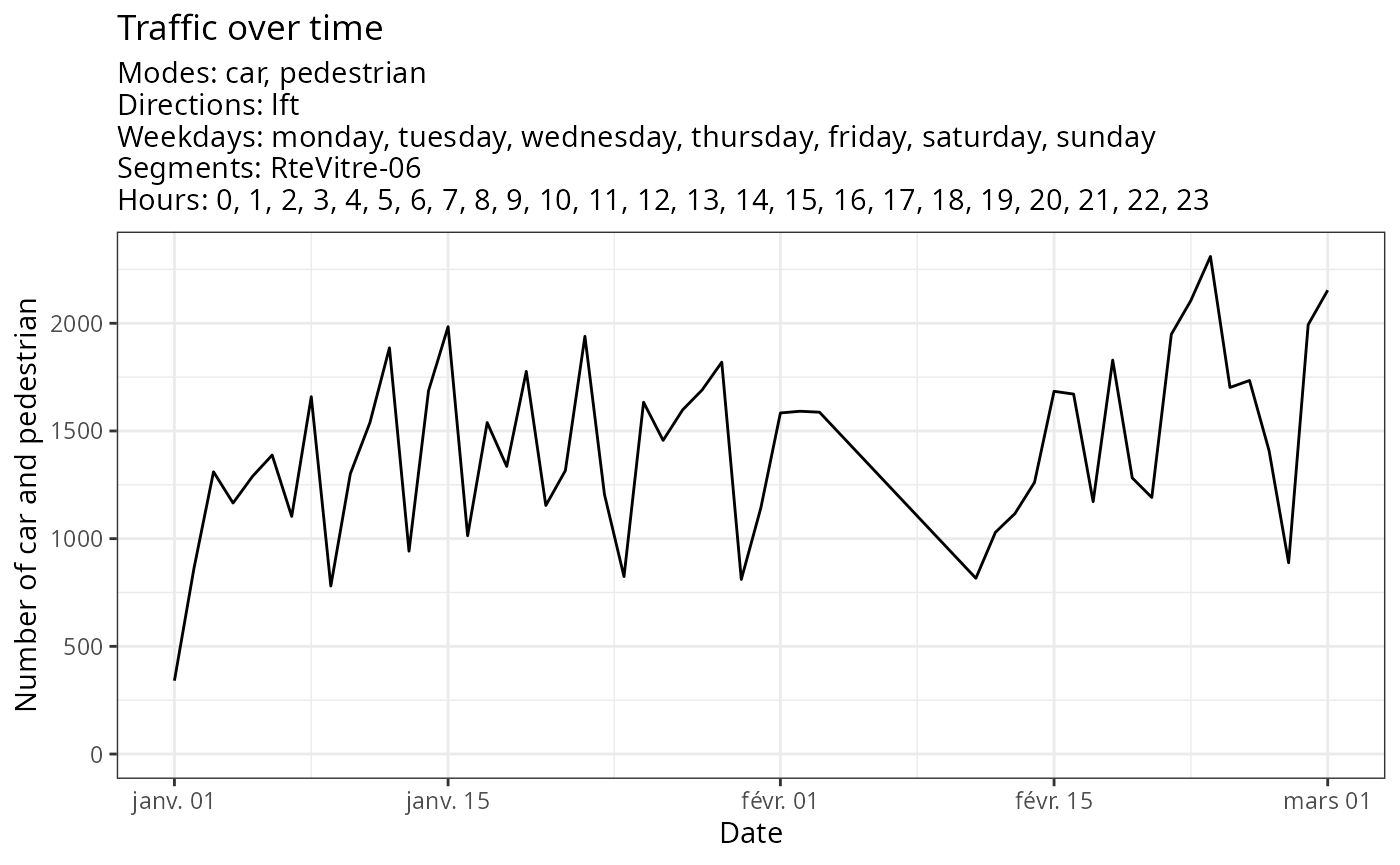 Traffic over time
Modes: car, pedestrian
Directions: lft
Weekdays: monday, tuesday, wednesday, thursday, friday, saturday, sunday
Segments: RteVitre-06
Hours: 0, 1, 2, 3, 4, 5, 6, 7, 8, 9, 10, 11, 12, 13, 14, 15, 16, 17, 18, 19, 20, 21, 22, 23
Number of car and pedestrian
2000
1500
1000
500
0
janv. 01
janv. 15
févr. 01
févr. 15
mars 01
Date